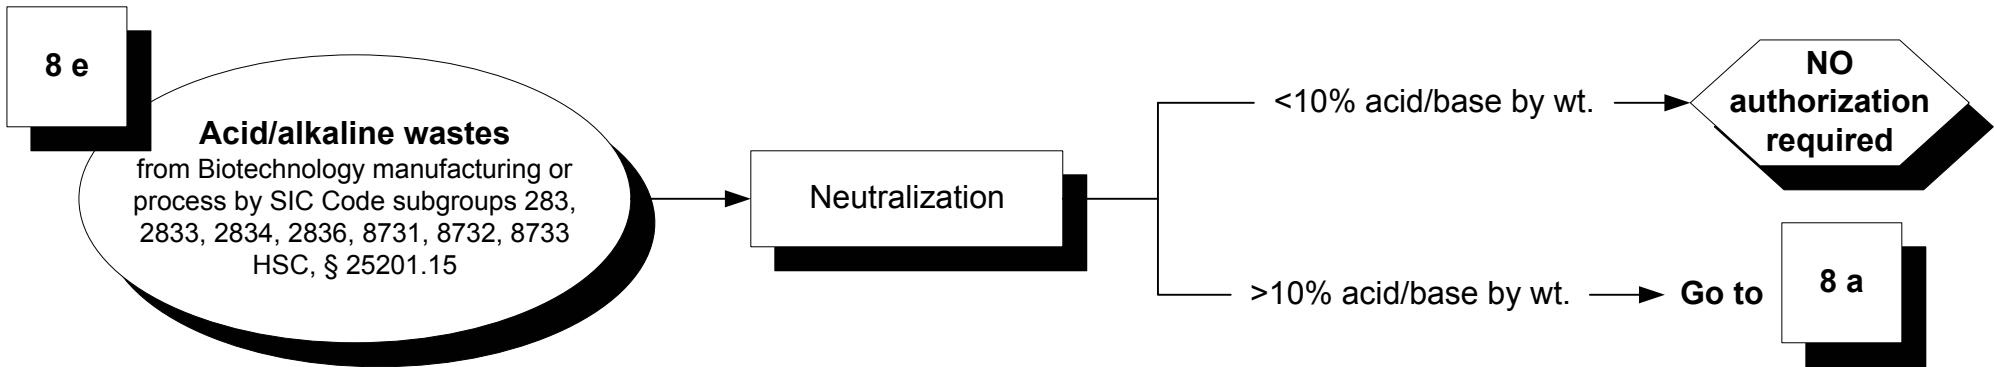 8 e
Acid/alkaline wastes
from Biotechnology manufacturing or
process by SIC Code subgroups 283,
2833, 2834, 2836, 8731, 8732, 8733
HSC, § 25201.15
Neutralization
<10% acid/base by wt.
NO
authorization
required
>10% acid/base by wt.
Go to
8 a